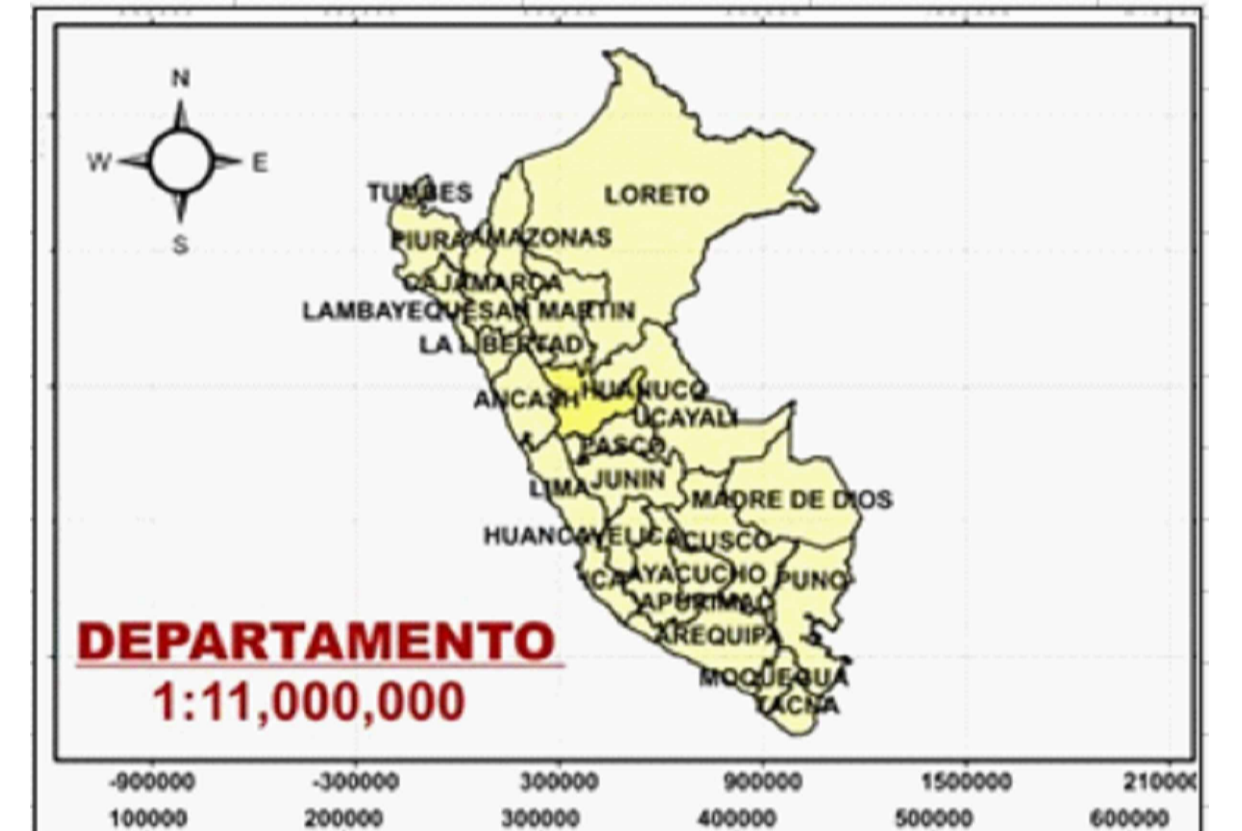 N
W E
S
TUMBES
LORETO
PIURA AMAZONAS
CAJAMARCA
LAMBAYEQUE SAN MARTIN
LA LIBERTAD
HUANUCO
ANCASH
UCAYALI
PASCO
JUNIN
LIMA
MADRE DE DIOS
HUANCAVELICA CUSCO
ICA AYACUCHO PUNO
APURIMAC
AREQUIPA
MOQUEGUA
TACNA
DEPARTAMENTO
1:11,000,000
-900000 -300000 300000 900000 1500000
100000 200000 300000 400000 500000 600000